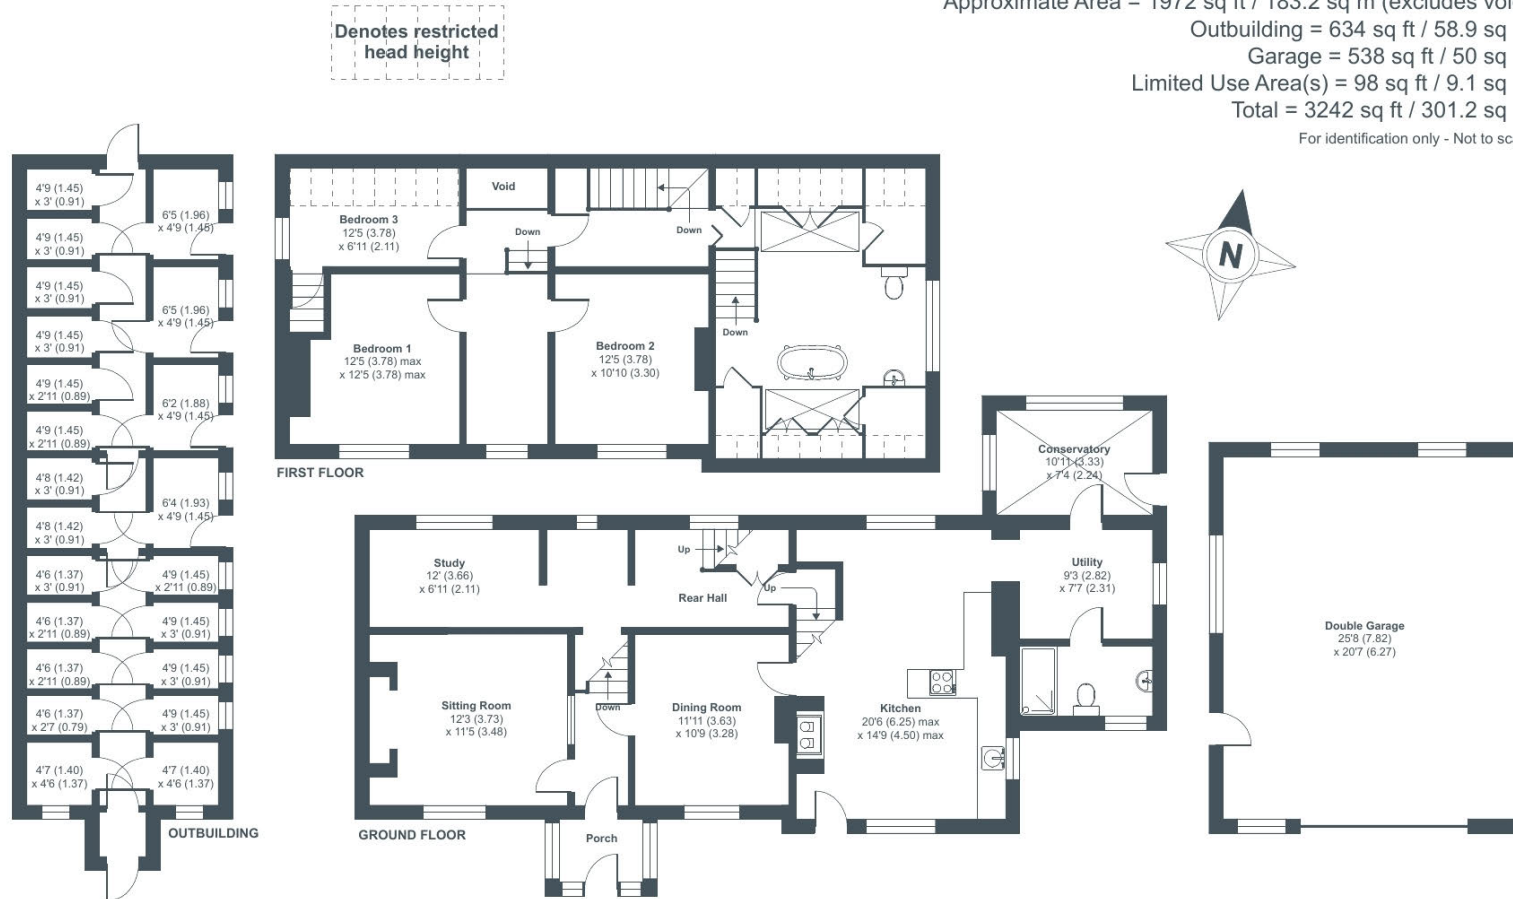 Denotes restricted
head height
Approximate Area = 1972 sq ft / 183.2 sq m (excludes
Outbuilding = 634 sq ft / 58.9 sq
Garage = 538 sq ft / 50 sq
Limited Use Area(s) = 98 sq ft / 9.1 sq
Total = 3242 sq ft / 301.2 sq
For identification only - Not to
4'9 (1.45)
x 3' (0.91)
4'9 (1.45)
x 3' (0.91)
4'9 (1.45)
x 3' (0.91)
4'9 (1.45)
x 3' (0.91)
4'9 (1.45)
x 2'11 (0.89)
4'9 (1.45)
x 2'11 (0.89)
4'8 (1.42)
x 3' (0.91)
4'8 (1.42)
x 3' (0.91)
4'6 (1.37)
x 3' (0.91)
4'6 (1.37)
x 2'11 (0.89)
4'6 (1.37)
x 2'11 (0.89)
4'6 (1.37)
x 2'7 (0.79)
4'7 (1.40)
x 4'6 (1.37)
6'5 (1.96)
x 4'9 (1.45)
6'5 (1.96)
x 4'9 (1.45)
6'2 (1.88)
x 4'9 (1.45)
6'4 (1.93)
x 4'9 (1.45)
4'9 (1.45)
x 2'11 (0.89)
4'9 (1.45)
x 3' (0.91)
4'9 (1.45)
x 3' (0.91)
4'9 (1.45)
x 3' (0.91)
4'7 (1.40)
x 4'6 (1.37)
OUTBUILDING
Void
Bedroom 3
12'5 (3.78)
x 6'11 (2.11)
Down
Down
Down
Bedroom 1
12'5 (3.78) max
x 12'5 (3.78) max
Bedroom 2
12'5 (3.78)
x 10'10 (3.30)
FIRST FLOOR
N
Conservatory
10'11 (3.33)
x 7'4 (2.24)
Study
12' (3.66)
x 6'11 (2.11)
Up
Rear Hall
Up
Utility
9'3 (2.82)
x 7'7 (2.31)
Sitting Room
12'3 (3.73)
x 11'5 (3.48)
Down
Dining Room
11'11 (3.63)
x 10'9 (3.28)
Kitchen
20'6 (6.25) max
x 14'9 (4.50) max
Porch
GROUND FLOOR
Double Garage
25'8 (7.82)
x 20'7 (6.27)